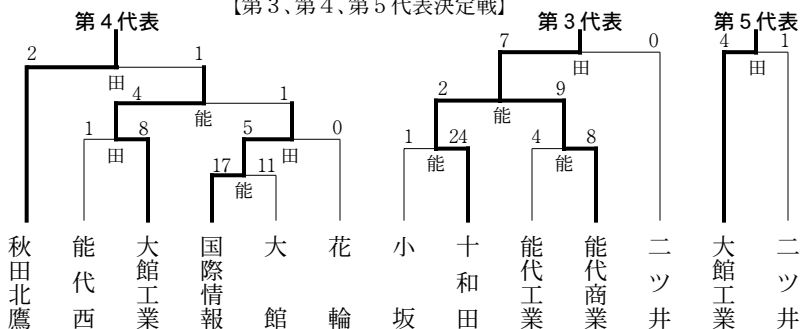 【第３、第４、第５代表決定戦】
第４代表 第３代表 第５代表
2 1 7 0 4 1
田 田 田
4 1 2 9
能 能
1 8 5 0 1 24 4 8
田 田 能 能
17 11
能
秋田北鷹 能代西 大館工業 国際情報 大館 花輪 小坂 十和田 能代工業 能代商業 二ツ井 大館工業 二ツ井